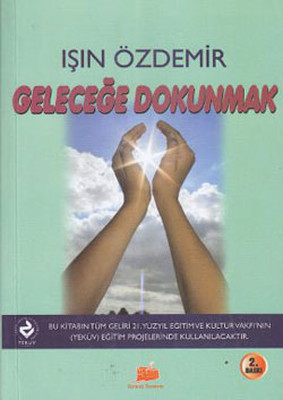 IŞIN ÖZDEMİR
GELECEĞE DOKUNMAK
BU KİTABIN TÜM GELİRİ 21. YÜZYIL EĞİTİM VE KÜLTÜR VAKFI'NIN
(YEKÜV) EĞİTİM PROJELERİNDE KULLANILACAKTIR.
YEKÜV
2.
BASKI